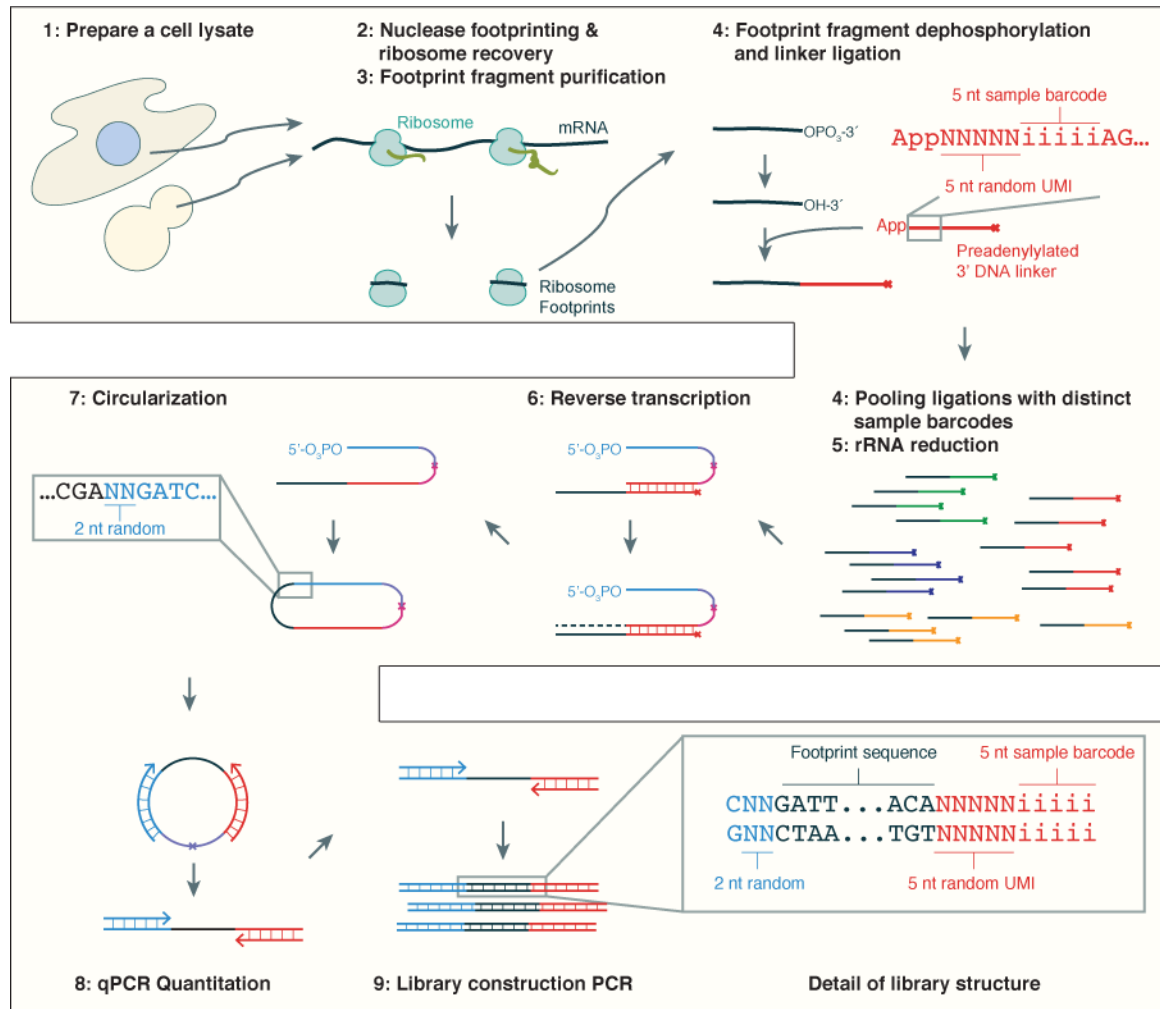 1: Prepare a cell lysate
2: Nuclease footprinting &
ribosome recovery
3: Footprint fragment purification
Ribosome
mRNA
Ribosome
Footprints
4: Footprint fragment dephosphorylation
and linker ligation
5 nt sample barcode
OPO₃-3′
AppNNNNNiiiiiAG...
5 nt random UMI
OH-3′
App
Preadenylylated
3′ DNA linker
7: Circularization
6: Reverse transcription
4: Pooling ligations with distinct
sample barcodes
5: rRNA reduction
5′-O₃PO
5′-O₃PO
...CGANNGATC...
2 nt random
5′-O₃PO
Footprint sequence
5 nt sample barcode
CNNGATT...ACANNNNNiiiii
GNNCTAA...TGTNNNNNiiiii
2 nt random
5 nt random UMI
8: qPCR Quantitation
9: Library construction PCR
Detail of library structure